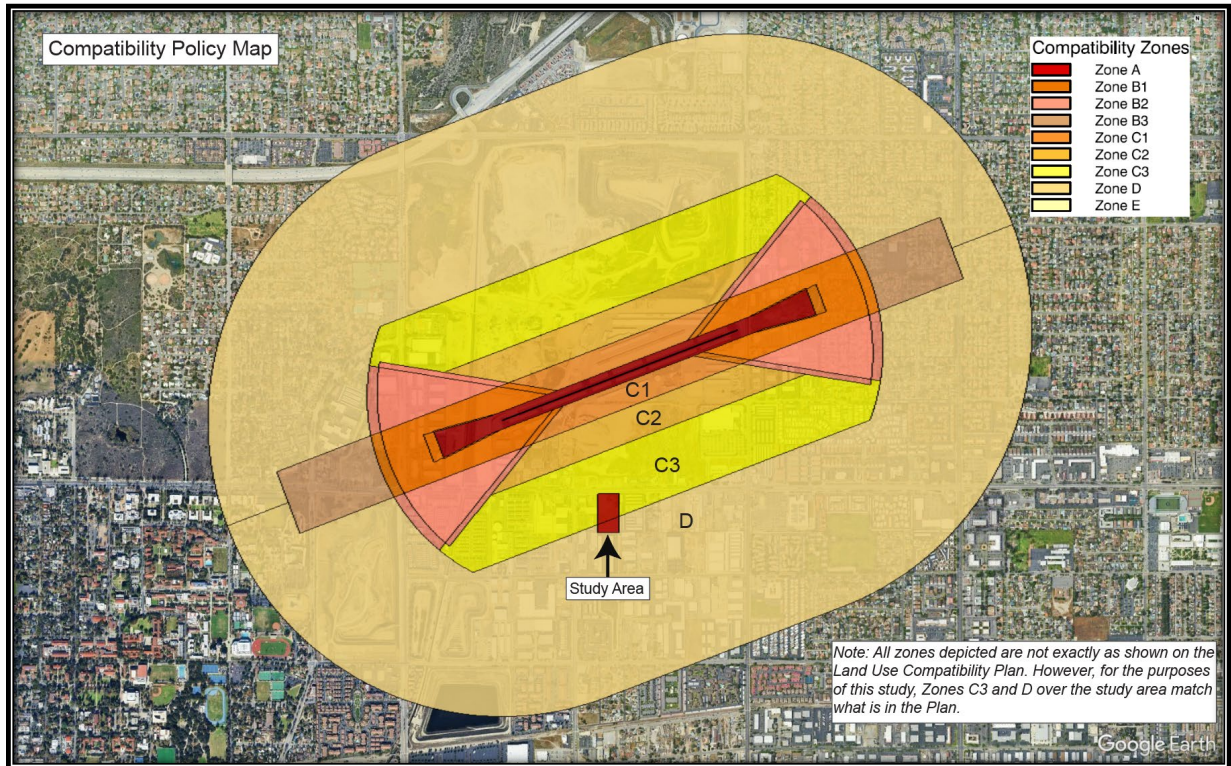 Compatibility Policy Map
N
Compatibility Zones
Zone A
Zone B1
Zone B2
Zone B3
Zone C1
Zone C2
Zone C3
Zone D
Zone E
C1
C2
C3
D
Study Area
Note: All zones depicted are not exactly as shown on the
Land Use Compatibility Plan. However, for the purposes
of this study, Zones C3 and D over the study area match
what is in the Plan.
Google Earth